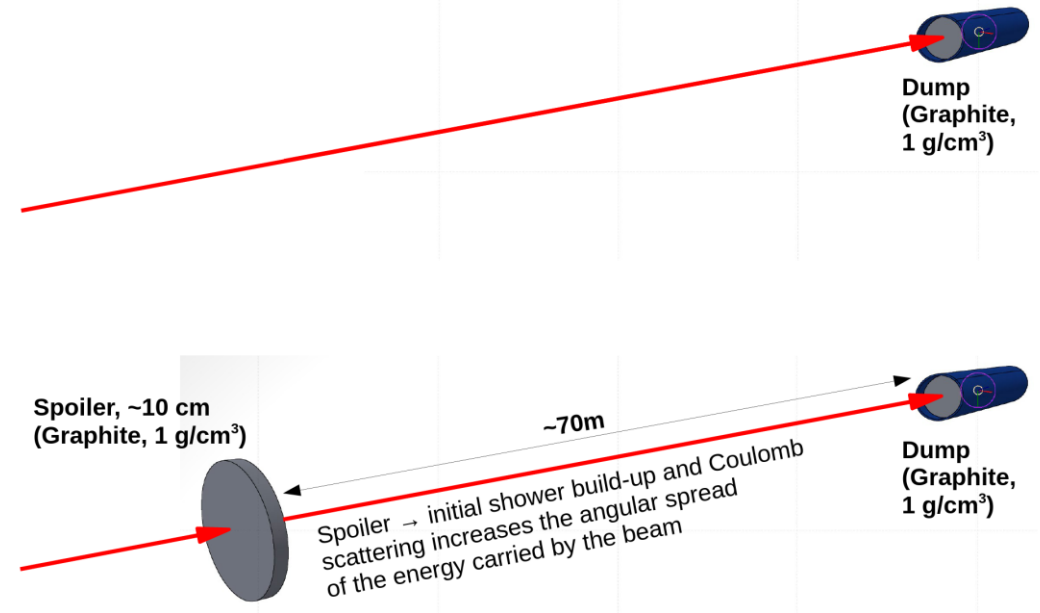 Dump
(Graphite,
1 g/cm³)
Spoiler, ~10 cm
(Graphite, 1 g/cm³)
~70m
Spoiler → initial shower build-up and Coulomb
scattering increases the angular spread
of the energy carried by the beam
Dump
(Graphite,
1 g/cm³)